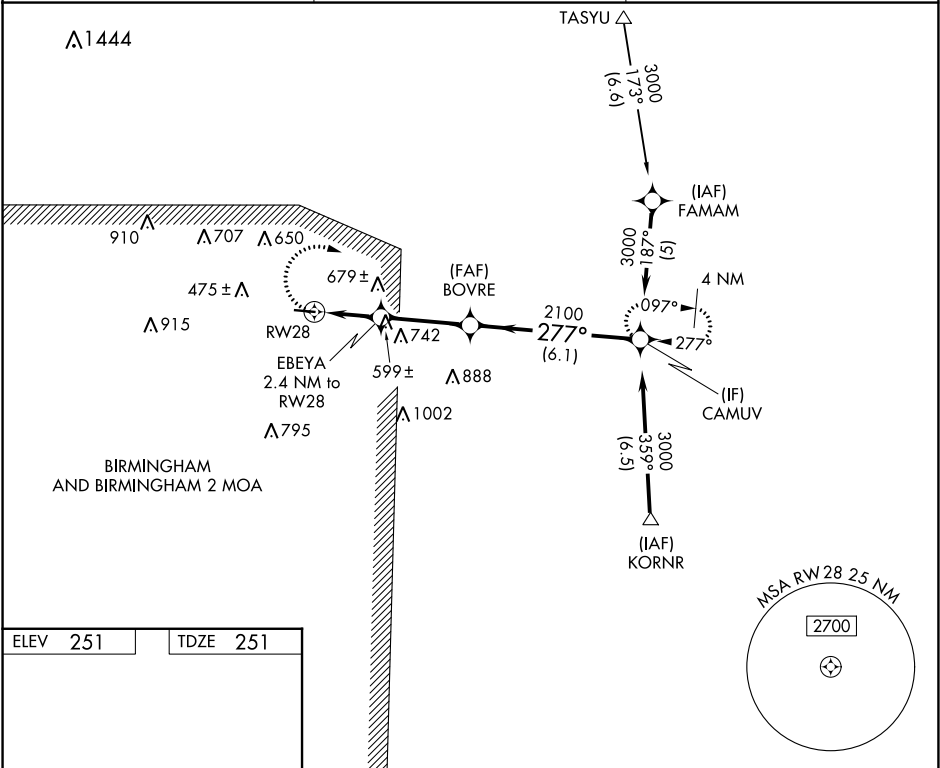 TASYU
1444
3000
173°
(6.6)
(IAF)
FAMAM
3000
187°
(5)
4 NM
097°
277°
910
707
650
679±
475±
(FAF)
BOVRE
2100
277°
(6.1)
915
RW28
742
EBEYA
2.4 NM to
RW28
599±
888
(IF)
CAMUV
1002
795
3000
359°
(6.5)
BIRMINGHAM
AND BIRMINGHAM 2 MOA
(IAF)
KORNR
MSA RW28 25 NM
2700
ELEV 251
TDZE 251